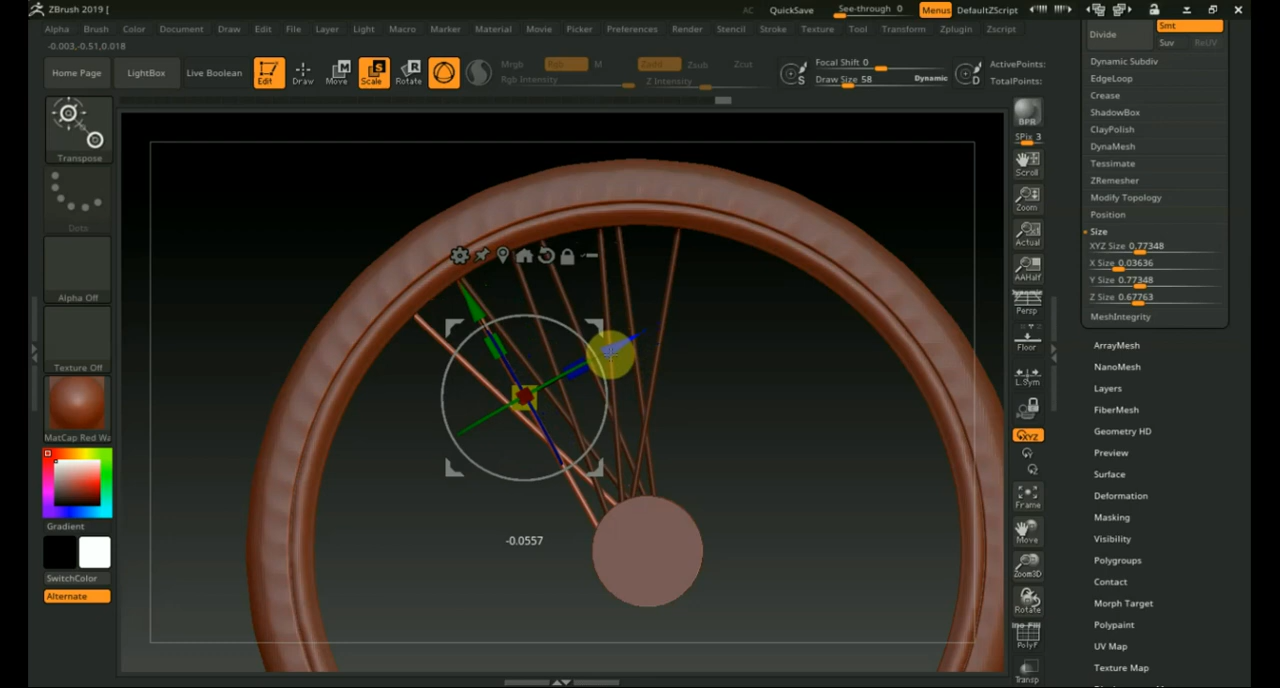 ZBrush 2019 [
AC QuickSave See-through 0 Menus DefaultZScript
Alpha Brush Color Document Draw Edit File Layer Light Macro Marker Material Movie Picker Preferences Render Stencil Stroke Texture Tool Transform Zplugin Zscript
-0.003,-0.51,0.018
Home Page LightBox Live Boolean Edit Draw Move Scale Rotate
Mrgb Rgb M Zadd Zsub Zcut
Rgb Intensity Z Intensity
Focal Shift 0
Draw Size 58 Dynamic
ActivePoints:
TotalPoints:
S
D
Transpose
Dots
Alpha Off
Texture Off
MatCap Red Wa
Gradient
SwitchColor
Alternate
-0.0557
BPR
SPix 3
Scroll
Zoom
Actual
AAHalf
Dynamic
Persp
Floor
L.Sym
XYZ
Frame
Move
Zoom3D
Rotate
PolyF
Transp
Divide
Smt
Suv ReUV
Dynamic Subdiv
EdgeLoop
Crease
ShadowBox
ClayPolish
DynaMesh
Tessimate
ZRemesher
Modify Topology
Position
Size
XYZ Size 0.77348
X Size 0.03636
Y Size 0.77348
Z Size 0.67763
MeshIntegrity
ArrayMesh
NanoMesh
Layers
FiberMesh
Geometry HD
Preview
Surface
Deformation
Masking
Visibility
Polygroups
Contact
Morph Target
Polypaint
UV Map
Texture Map